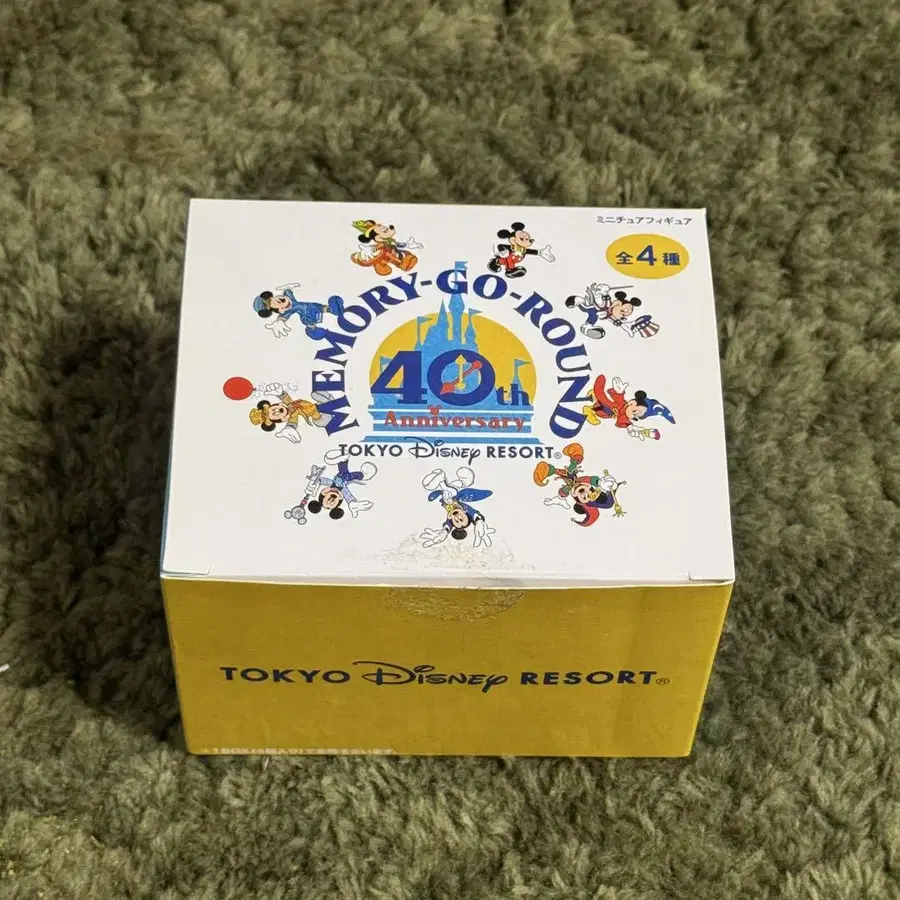 ミニチュアフィギュア
全4種
MEMORY-GO-ROUND
40th
Anniversary
TOKYO Disney RESORT®
TOKYO Disney RESORT®